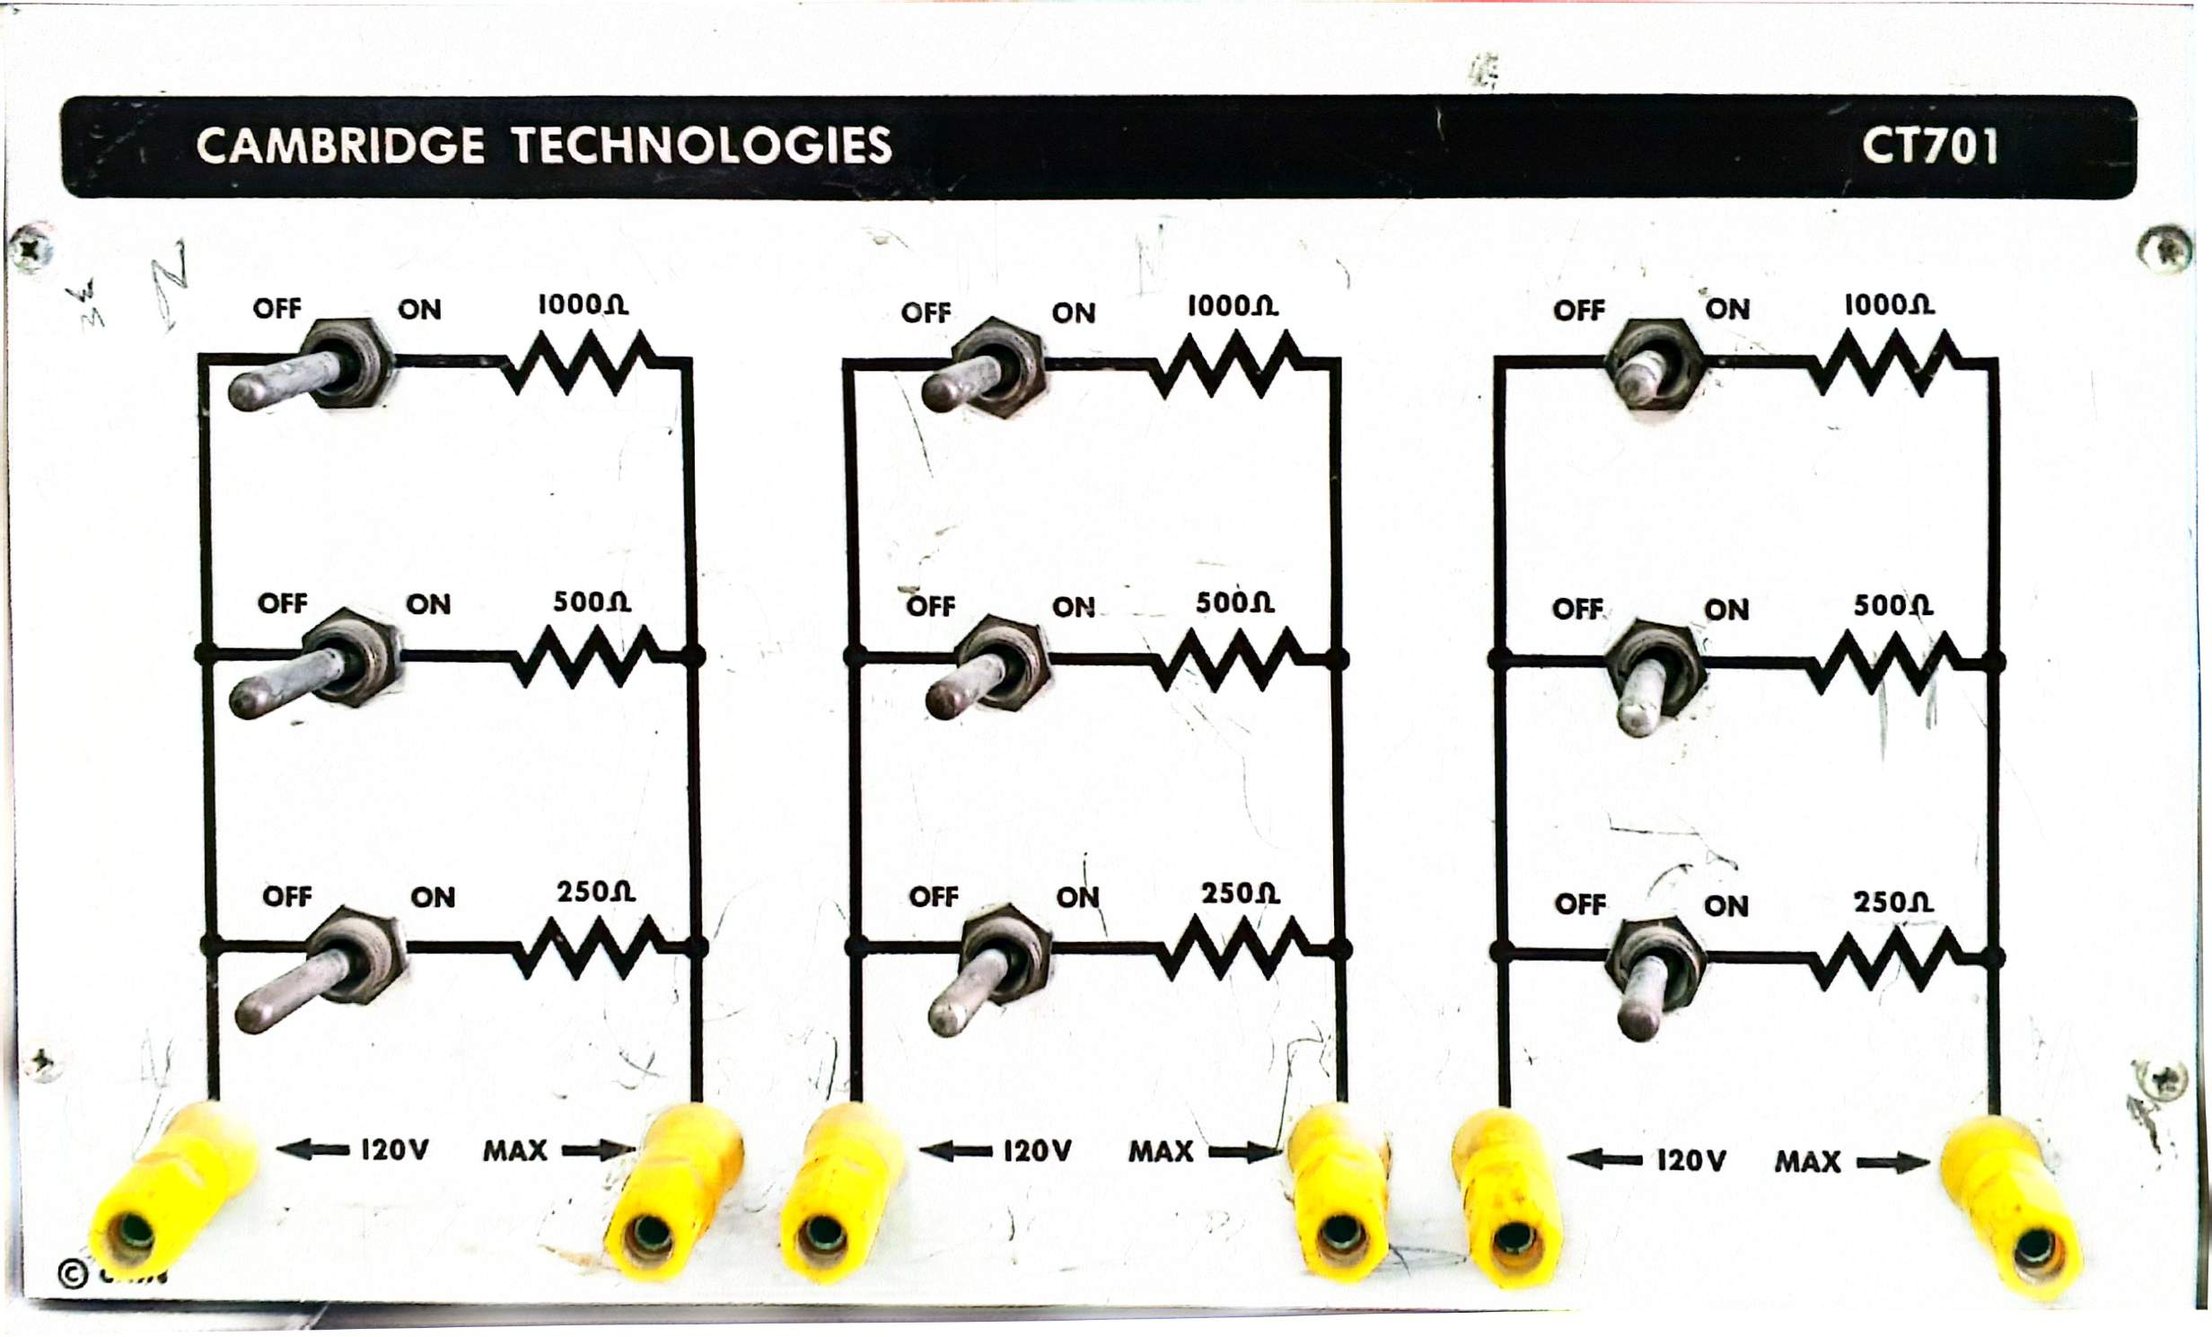 CAMBRIDGE TECHNOLOGIES CT701
OFF ON 1000Ω OFF ON 1000Ω OFF ON 1000Ω
OFF ON 500Ω OFF ON 500Ω OFF ON 500Ω
OFF ON 250Ω OFF ON 250Ω OFF ON 250Ω
←120V MAX→ ←120V MAX→ ←120V MAX→
©